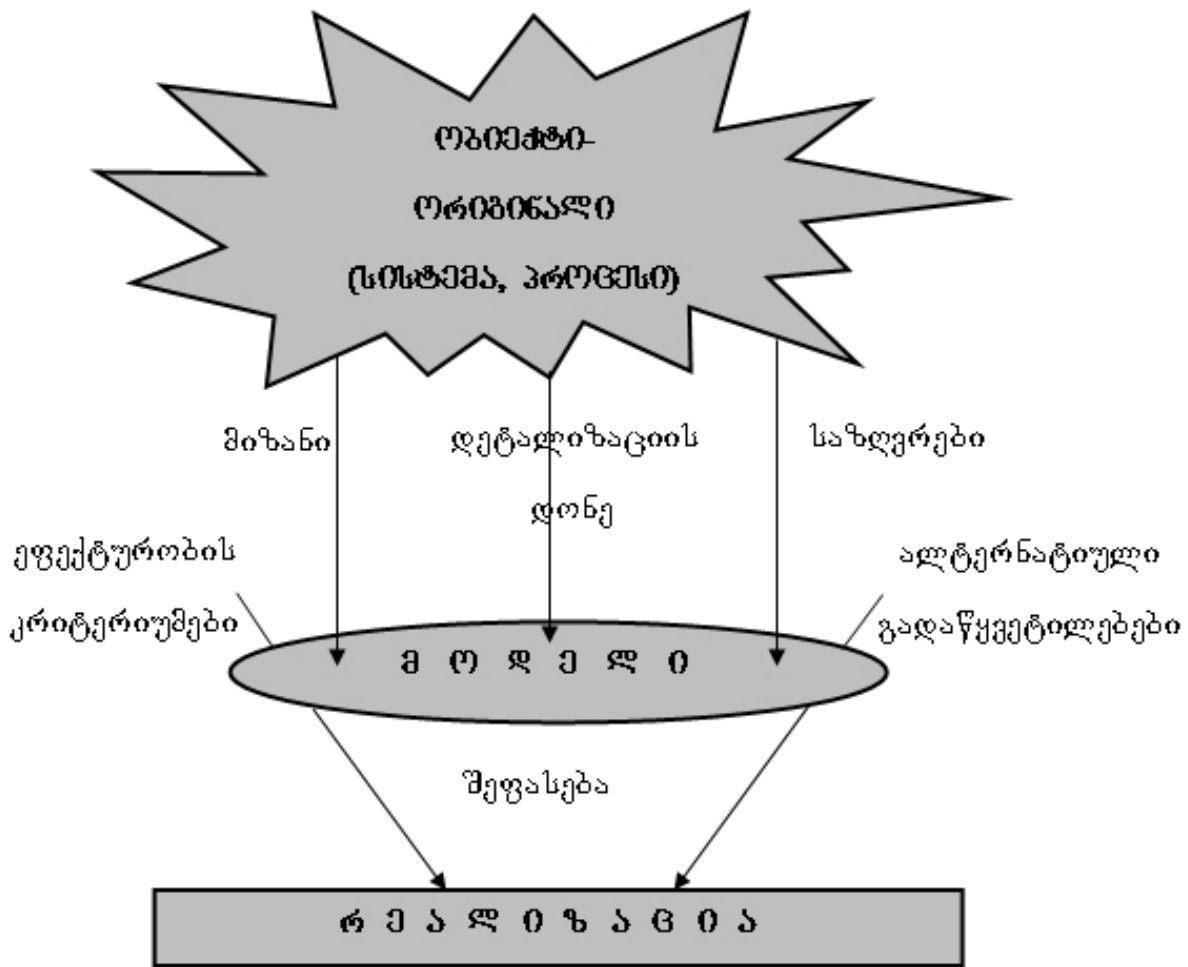 ობიექტი-
ორიგინალი
(სისტემა, პროცესი)
მიზანი
დეტალიზაციის
დონე
საზღვრები
ეფექტურობის
კრიტერიუმები
ალტერნატიული
გადაწყვეტილებები
მ ო დ ე ლ ი
შეფასება
რ ე ა ლ ი ზ ა ც ი ა